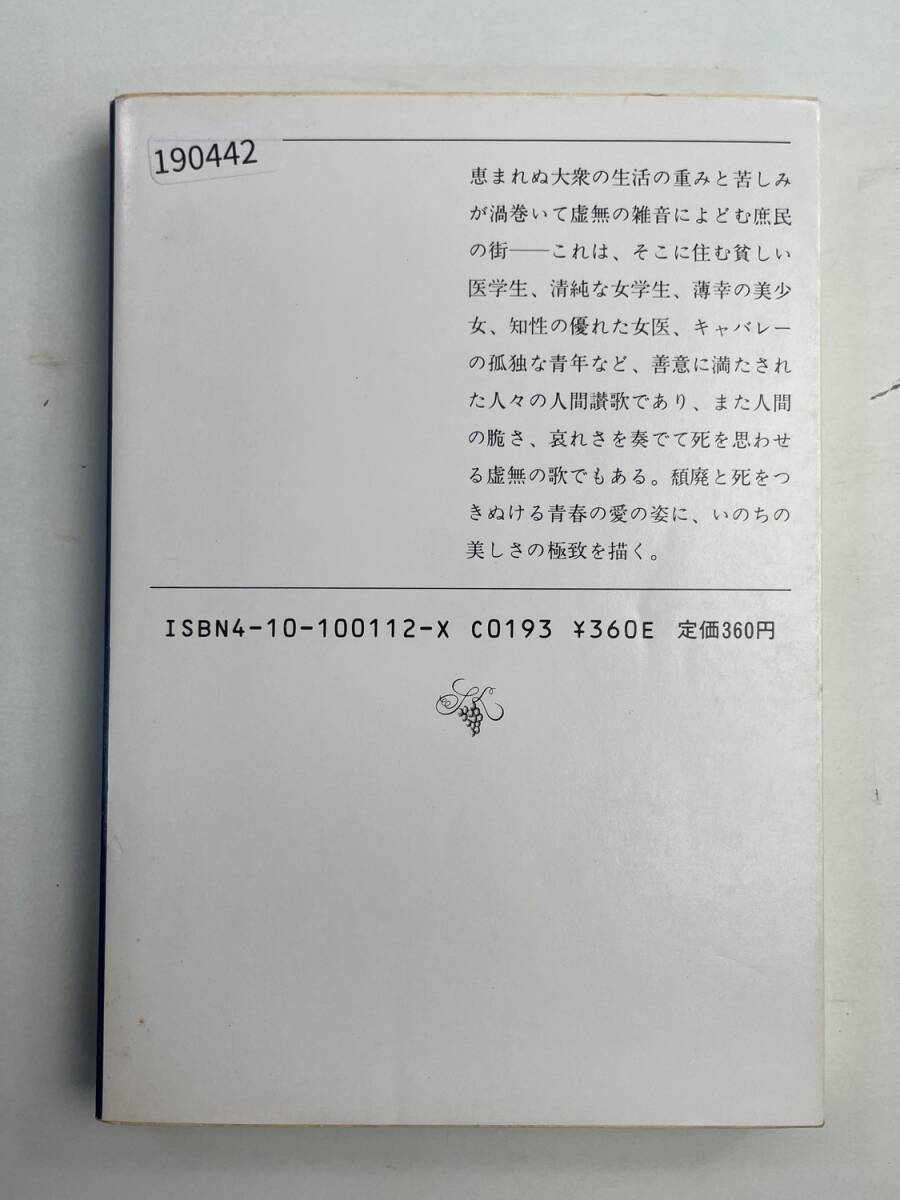 190442
恵まれぬ大衆の生活の重みと苦しみ
が渦巻いて虚無の雑音によどむ庶民
の街──これは、そこに住む貧しい
医学生、清純な女学生、薄幸の美少
女、知性の優れた女医、キャバレー
の孤独な青年など、善意に満たされ
た人々の人間讃歌であり、また人間
の脆さ、哀れさを奏でて死を思わせ
る虚無の歌でもある。頽廃と死をつ
きぬける青春の愛の姿に、いのちの
美しさの極致を描く。
ISBN4-10-100112-X C0193 ¥360E 定価360円
SK